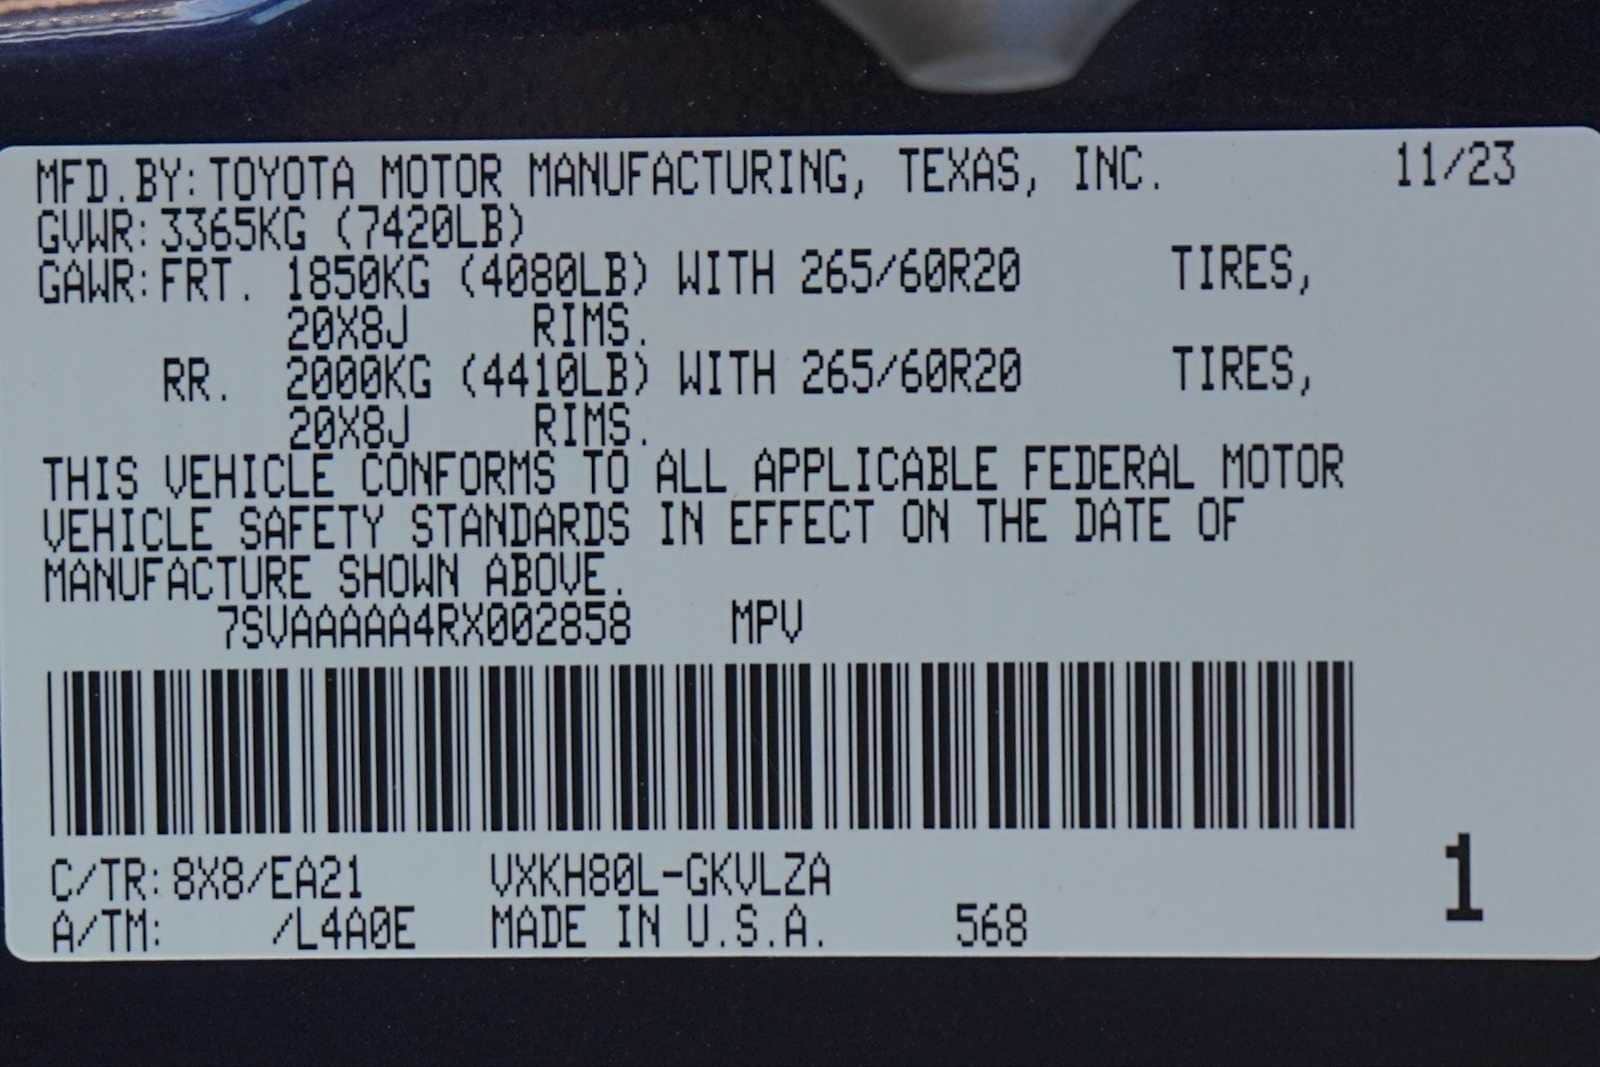 MFD.BY:TOYOTA MOTOR MANUFACTURING, TEXAS, INC. 11/23
GVWR:3365KG (7420LB)
GAWR:FRT. 1850KG (4080LB) WITH 265/60R20 TIRES,
20X8J RIMS.
RR. 2000KG (4410LB) WITH 265/60R20 TIRES,
20X8J RIMS.
THIS VEHICLE CONFORMS TO ALL APPLICABLE FEDERAL MOTOR
VEHICLE SAFETY STANDARDS IN EFFECT ON THE DATE OF
MANUFACTURE SHOWN ABOVE.
7SVAAAAA4RX002858 MPV
C/TR:8X8/EA21 VXKH80L-GKVLZA
A/TM: /L4A0E MADE IN U.S.A. 568
1